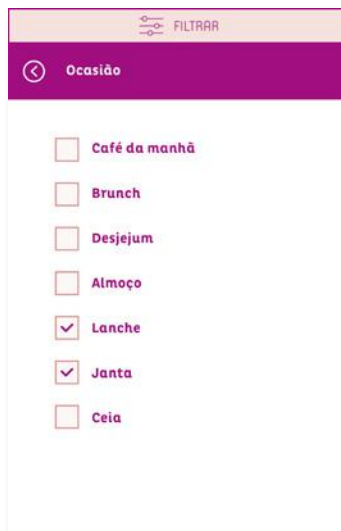 FILTRAR
Ocasião
Café da manhã
Brunch
Desjejum
Almoço
Lanche
Janta
Ceia